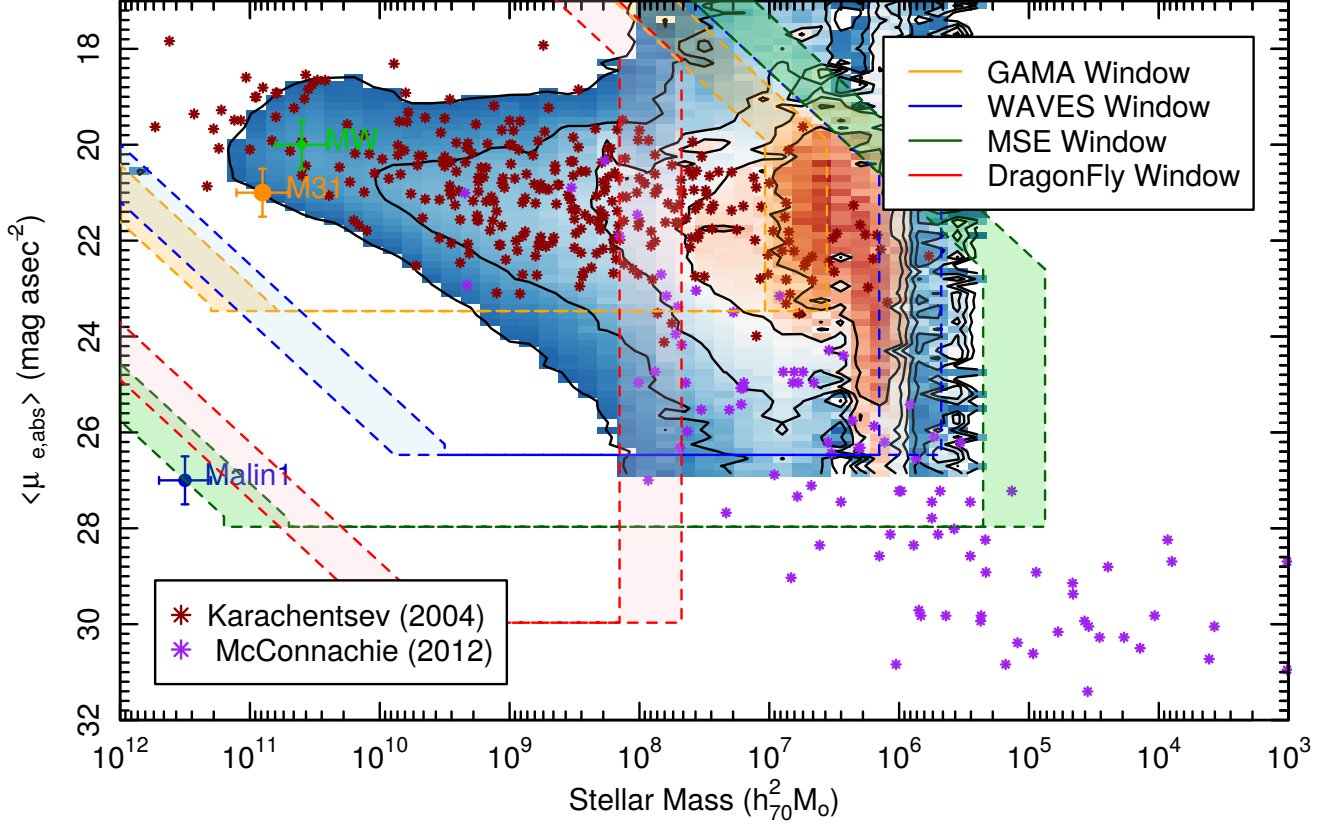 18
20
22
24
26
28
30
32
<μ e,abs> (mag asec⁻²)
GAMA Window
WAVES Window
MSE Window
DragonFly Window
MW
M31
Malin1
Karachentsev (2004)
McConnachie (2012)
10¹² 10¹¹ 10¹⁰ 10⁹ 10⁸ 10⁷ 10⁶ 10⁵ 10⁴ 10³
Stellar Mass (h²₇₀Mₒ)